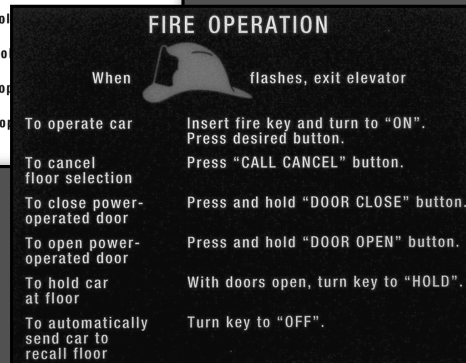 FIRE OPERATION
When flashes, exit elevator
To operate car Insert fire key and turn to “ON”.
Press desired button.
To cancel Press “CALL CANCEL” button.
floor selection
To close power- Press and hold “DOOR CLOSE” button.
operated door
To open power- Press and hold “DOOR OPEN” button.
operated door
To hold car With doors open, turn key to “HOLD”.
at floor
To automatically Turn key to “OFF”.
send car to
recall floor